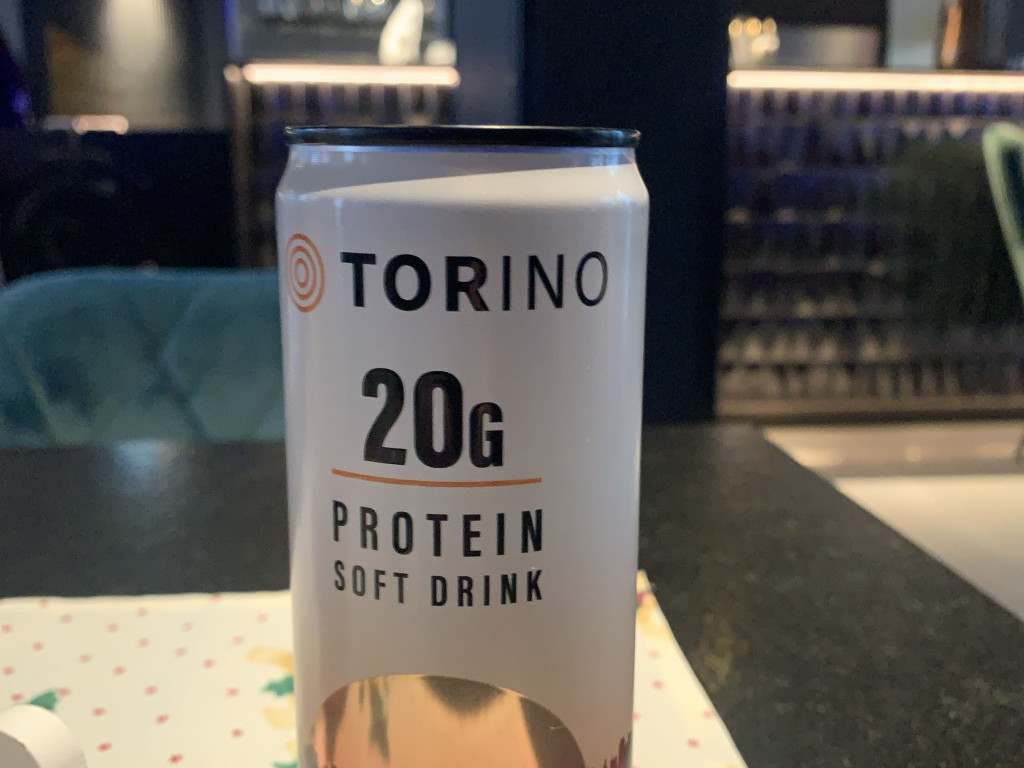 TORINO
20G
PROTEIN
SOFT DRINK